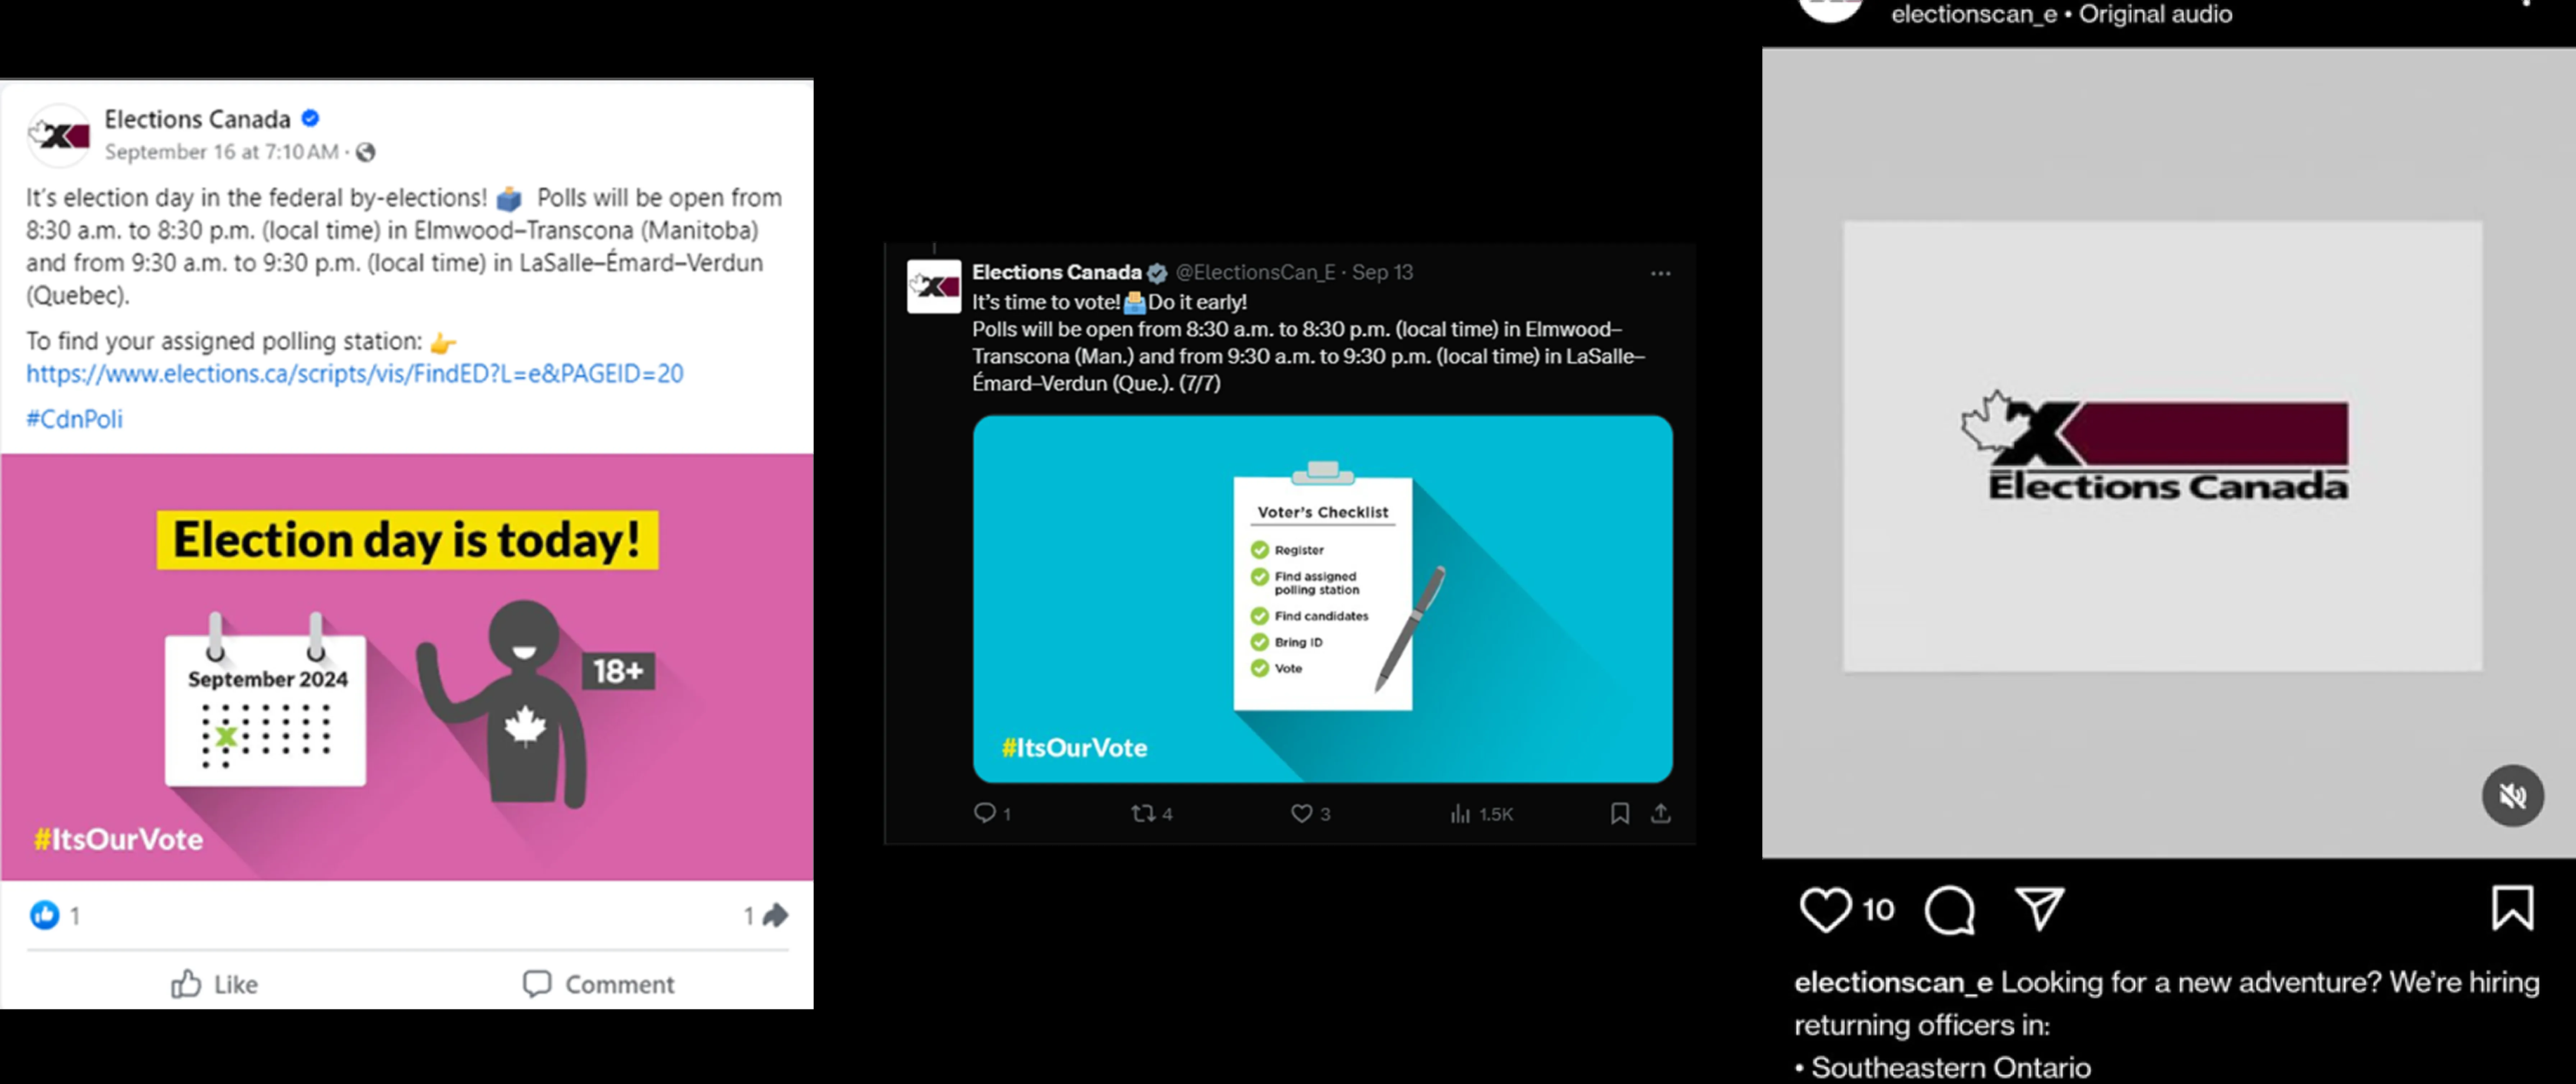 Elections Canada
September 16 at 7:10 AM ·
It's election day in the federal by-elections! 🗳️ Polls will be open from
8:30 a.m. to 8:30 p.m. (local time) in Elmwood–Transcona (Manitoba)
and from 9:30 a.m. to 9:30 p.m. (local time) in LaSalle–Émard–Verdun
(Quebec).
To find your assigned polling station: 👉
https://www.elections.ca/scripts/vis/FindED?L=e&PAGEID=20
#CdnPoli
Election day is today!
September 2024
18+
#ItsOurVote
1
1
Like
Comment
Elections Canada @ElectionsCan_E · Sep 13
It's time to vote! 🗳️ Do it early!
Polls will be open from 8:30 a.m. to 8:30 p.m. (local time) in Elmwood–
Transcona (Man.) and from 9:30 a.m. to 9:30 p.m. (local time) in LaSalle–
Émard–Verdun (Que.). (7/7)
Voter's Checklist
Register
Find assigned
polling station
Find candidates
Bring ID
Vote
#ItsOurVote
1
4
3
1.5K
electionscan_e • Original audio
Elections Canada
10
electionscan_e Looking for a new adventure? We're hiring
returning officers in:
• Southeastern Ontario